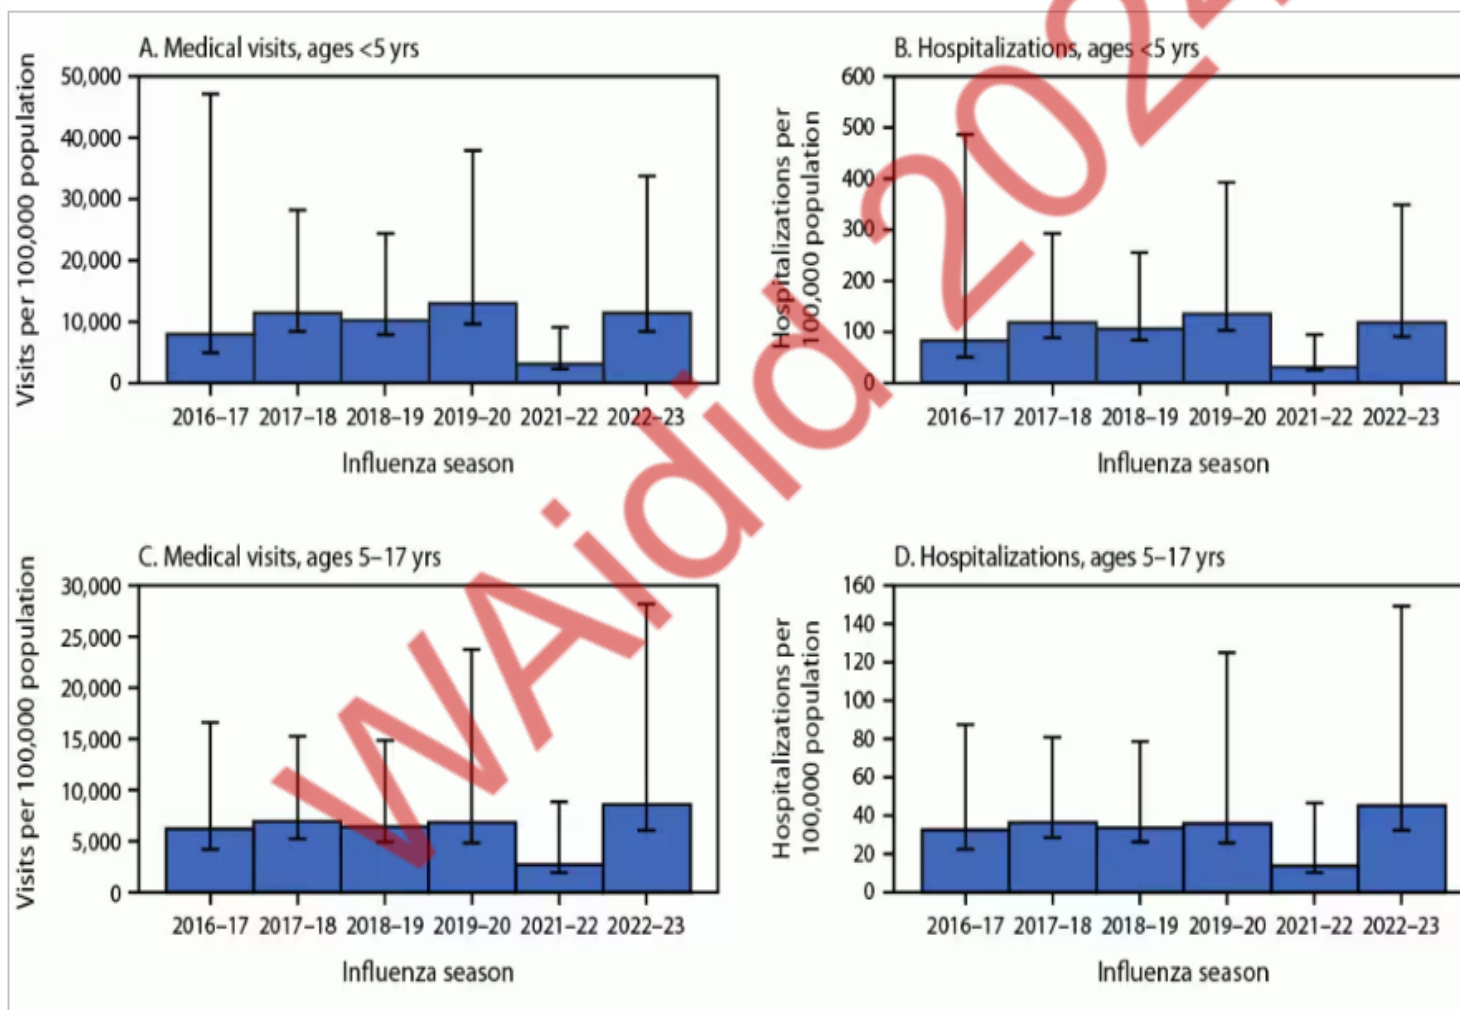 A. Medical visits, ages <5 yrs
Visits per 100,000 population
50,000
40,000
30,000
20,000
10,000
0
2016–17 2017–18 2018–19 2019–20 2021–22 2022–23
Influenza season
B. Hospitalizations, ages <5 yrs
Hospitalizations per
100,000 population
600
500
400
300
200
100
0
2016–17 2017–18 2018–19 2019–20 2021–22 2022–23
Influenza season
C. Medical visits, ages 5–17 yrs
Visits per 100,000 population
30,000
25,000
20,000
15,000
10,000
5,000
0
2016–17 2017–18 2018–19 2019–20 2021–22 2022–23
Influenza season
D. Hospitalizations, ages 5–17 yrs
Hospitalizations per
100,000 population
160
140
120
100
80
60
40
20
0
2016–17 2017–18 2018–19 2019–20 2021–22 2022–23
Influenza season
WAidid 2024